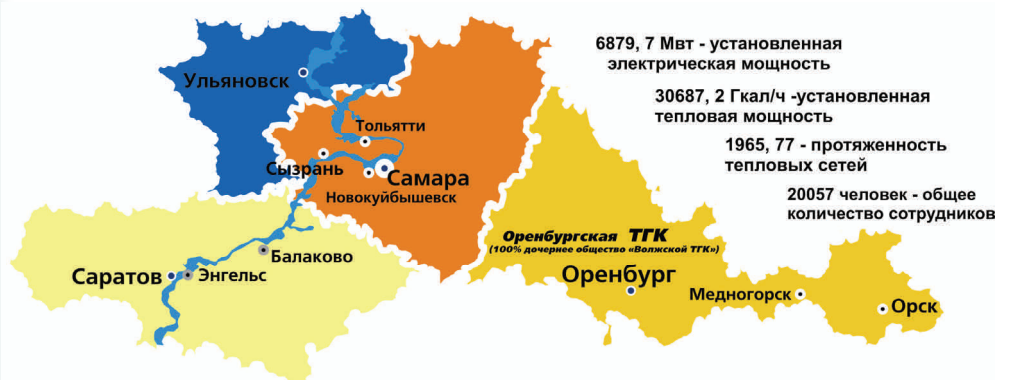 6879, 7 Мвт - установленная
электрическая мощность
30687, 2 Гкал/ч -установленная
тепловая мощность
1965, 77 - протяженность
тепловых сетей
20057 человек - общее
количество сотрудников
Ульяновск
Тольятти
Сызрань
Самара
Новокуйбышевск
Оренбургская ТГК
(100% дочернее общество «Волжской ТГК»)
Балаково
Саратов
Энгельс
Оренбург
Медногорск
Орск